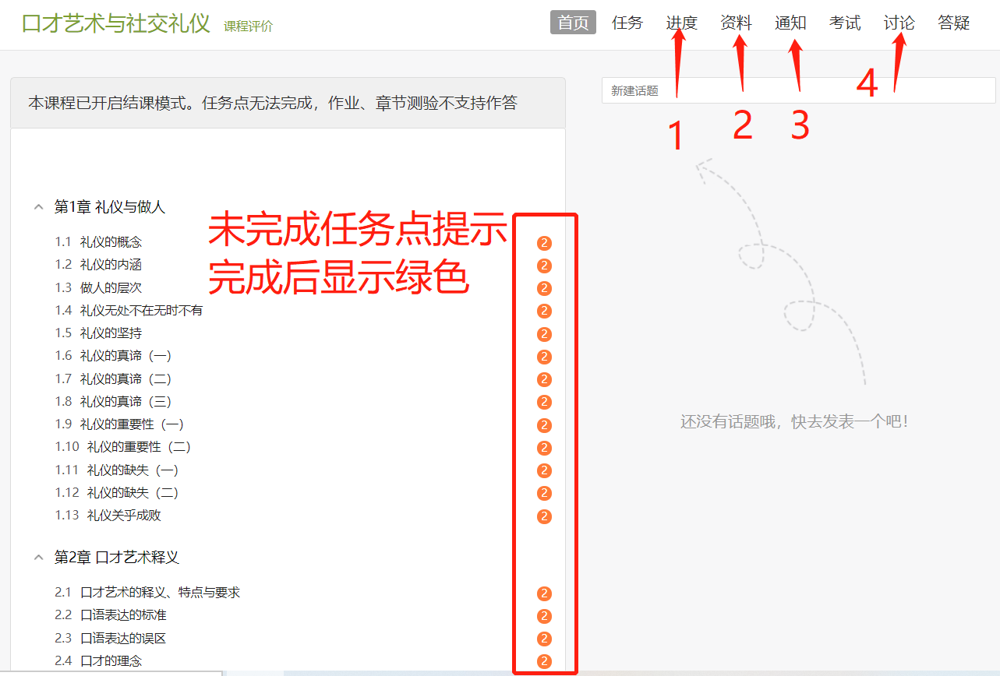 口才艺术与社交礼仪 课程评价 首页 任务 进度 资料 通知 考试 讨论 答疑
本课程已开启结课模式。任务点无法完成，作业、章节测验不支持作答
新建话题
1
2
3
4
第1章 礼仪与做人
未完成任务点提示
完成后显示绿色
1.1 礼仪的概念 2
1.2 礼仪的内涵 2
1.3 做人的层次 2
1.4 礼仪无处不在无时不有 2
1.5 礼仪的坚持 2
1.6 礼仪的真谛（一） 2
1.7 礼仪的真谛（二） 2
1.8 礼仪的真谛（三） 2
1.9 礼仪的重要性（一） 2
1.10 礼仪的重要性（二） 2
1.11 礼仪的缺失（一） 2
1.12 礼仪的缺失（二） 2
1.13 礼仪关乎成败 2
第2章 口才艺术释义
2.1 口才艺术的释义、特点与要求 2
2.2 口语表达的标准 2
2.3 口语表达的误区 2
2.4 口才的理念 2
还没有话题哦，快去发表一个吧！